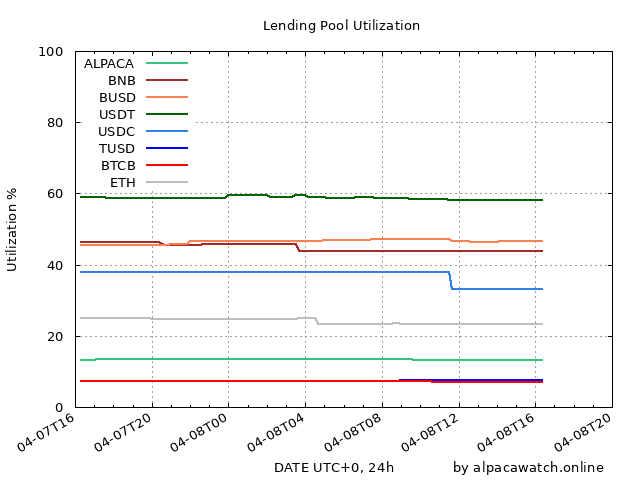 Lending Pool Utilization
Utilization %
100
80
60
40
20
0
ALPACA
BNB
BUSD
USDT
USDC
TUSD
BTCB
ETH
04-07T16
04-07T20
04-08T00
04-08T04
04-08T08
04-08T12
04-08T16
04-08T20
DATE UTC+0, 24h
by alpacawatch.online